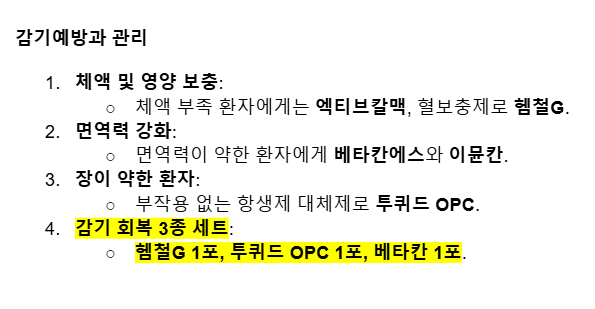 감기예방과 관리
1. 체액 및 영양 보충:
○ 체액 부족 환자에게는 엑티브칼맥, 혈보충제로 헴철G.
2. 면역력 강화:
○ 면역력이 약한 환자에게 베타칸에스와 이뮨칸.
3. 장이 약한 환자:
○ 부작용 없는 항생제 대체제로 투퀴드 OPC.
4. 감기 회복 3종 세트:
○ 헴철G 1포, 투퀴드 OPC 1포, 베타칸 1포.